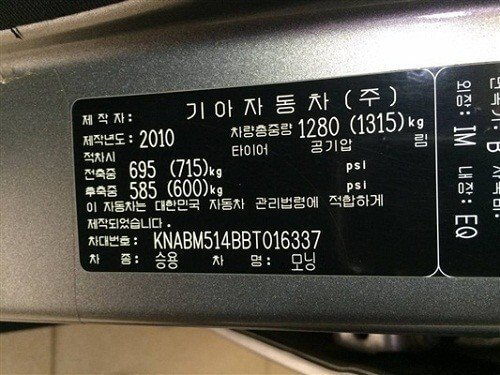 제작자: 기아자동차(주)
제작년도: 2010 차량총중량 1280 (1315)kg
적차시 타이어 공기압 림
전축중 695 (715)kg psi
후축중 585 (600)kg psi
이 자동차는 대한민국 자동차 관리법령에 적합하게
제작되었습니다.
차대번호: KNABM514BBT016337
차 종: 승용 차 명: 모닝
외장: IM 내장: EQ